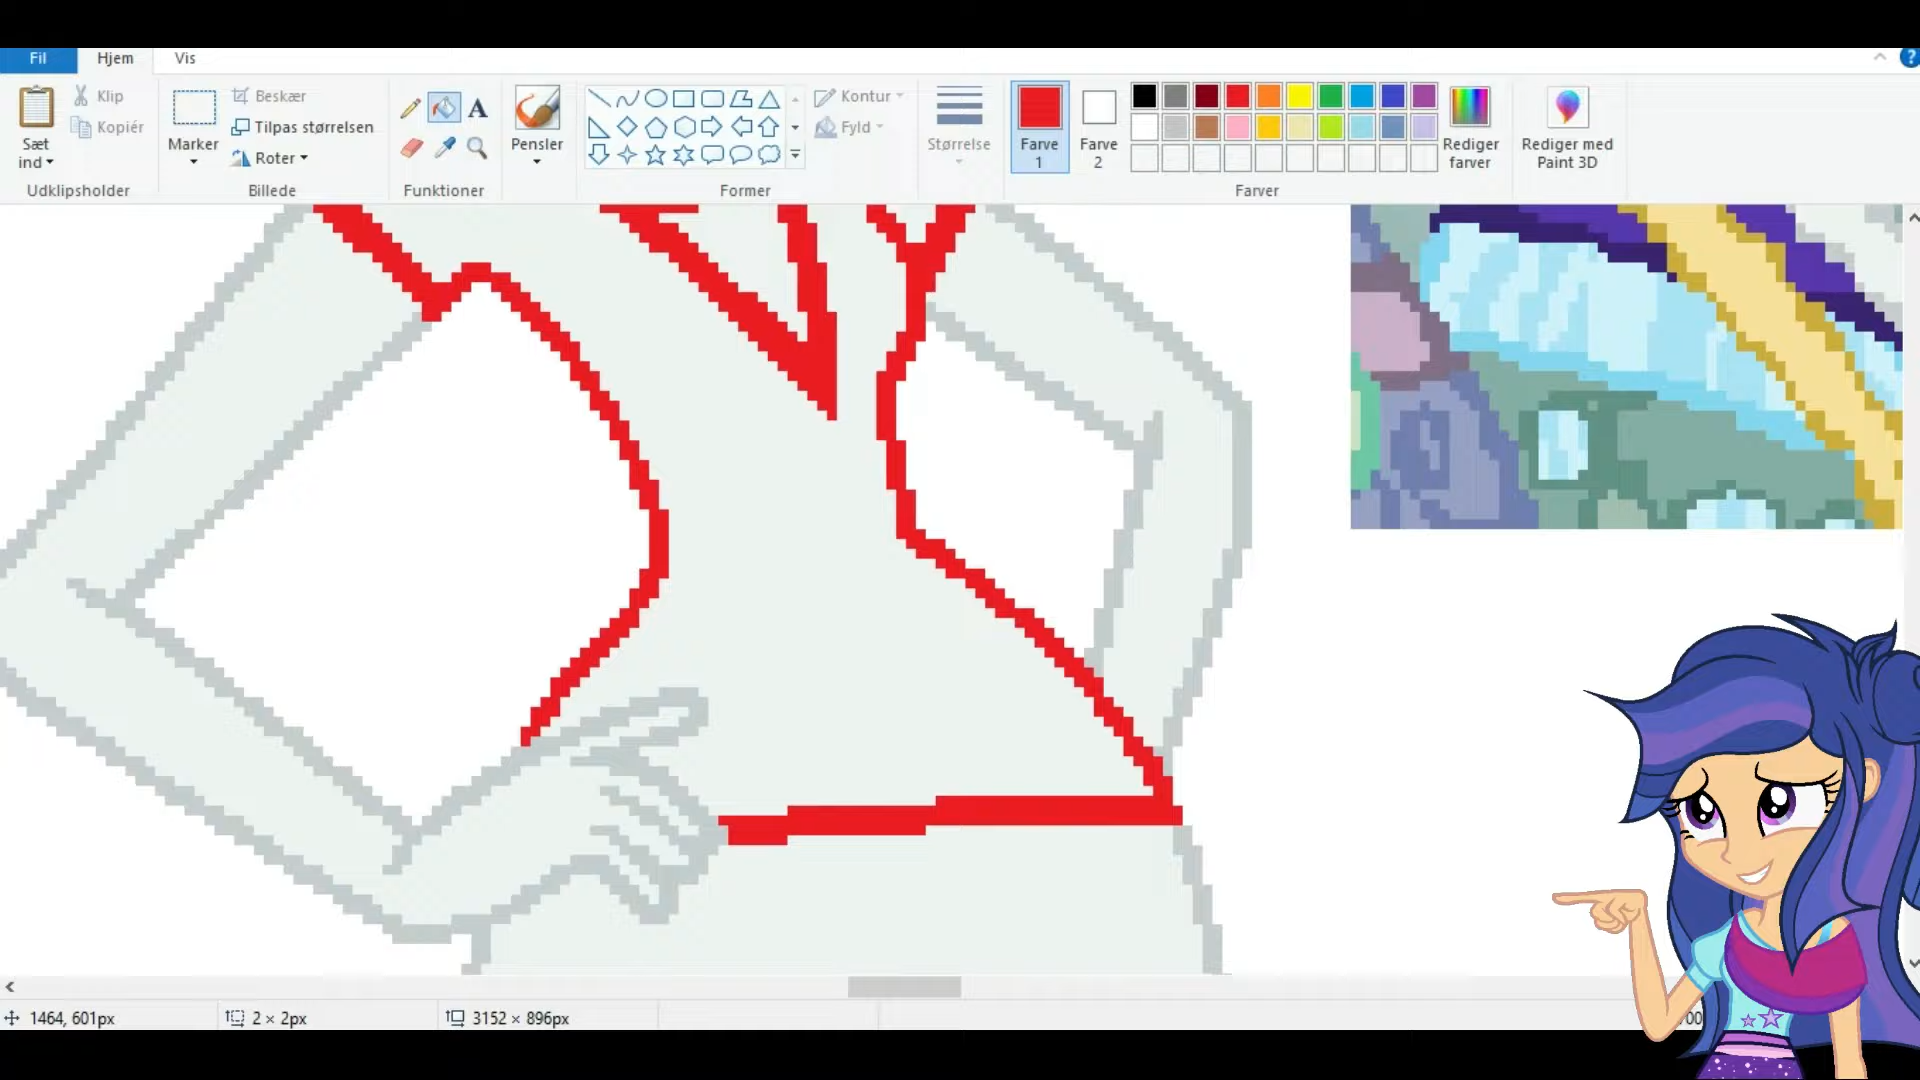 Fil Hjem Vis
Sæt ind
Klip
Kopiér
Udklipsholder
Marker
Beskær
Tilpas størrelsen
Roter
Billede
A
Funktioner
Pensler
Former
Kontur
Fyld
Størrelse
Farve 1
Farve 2
Rediger farver
Farver
Rediger med Paint 3D
?
1464, 601px
2 × 2px
3152 × 896px